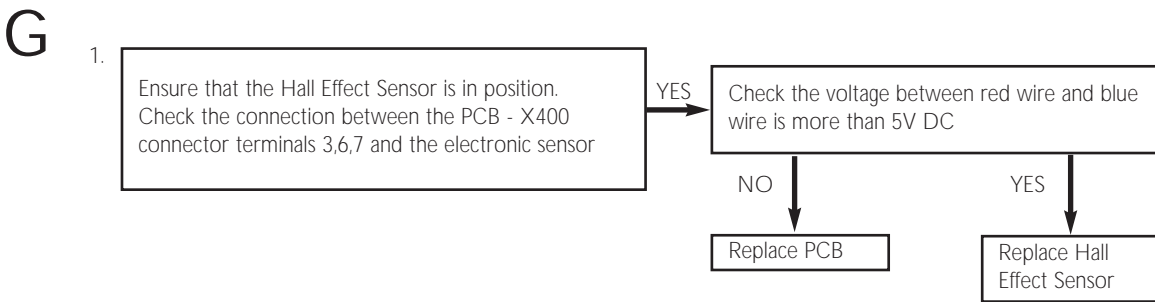 G
1.
Ensure that the Hall Effect Sensor is in position.
Check the connection between the PCB - X400
connector terminals 3,6,7 and the electronic sensor
YES
Check the voltage between red wire and blue
wire is more than 5V DC
NO
YES
Replace PCB
Replace Hall
Effect Sensor